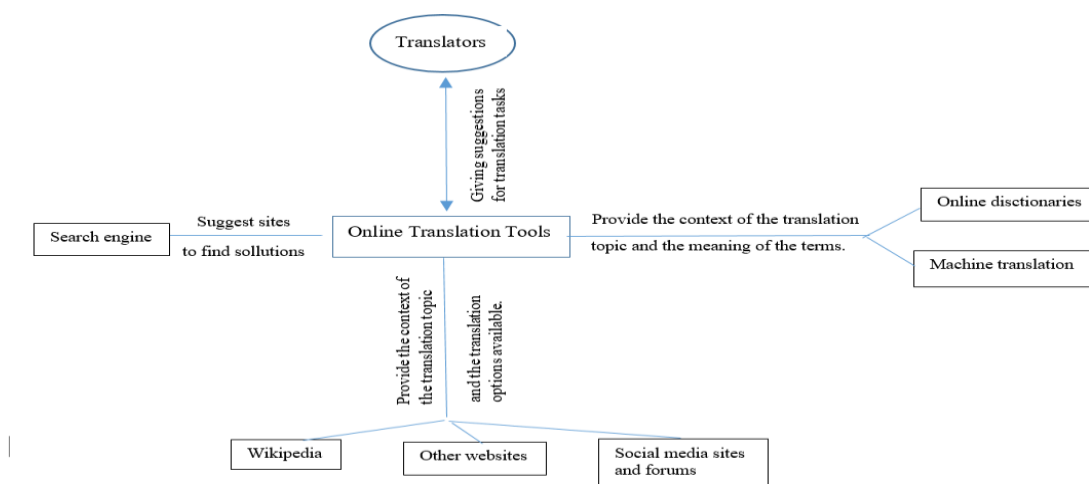 Translators
Giving suggestions
for translation tasks
Search engine
Suggest sites
to find sollutions
Online Translation Tools
Provide the context of the translation
topic and the meaning of the terms.
Online disctionaries
Machine translation
Provide the context of
the translation topic
and the translation
options available.
Wikipedia
Other websites
Social media sites
and forums